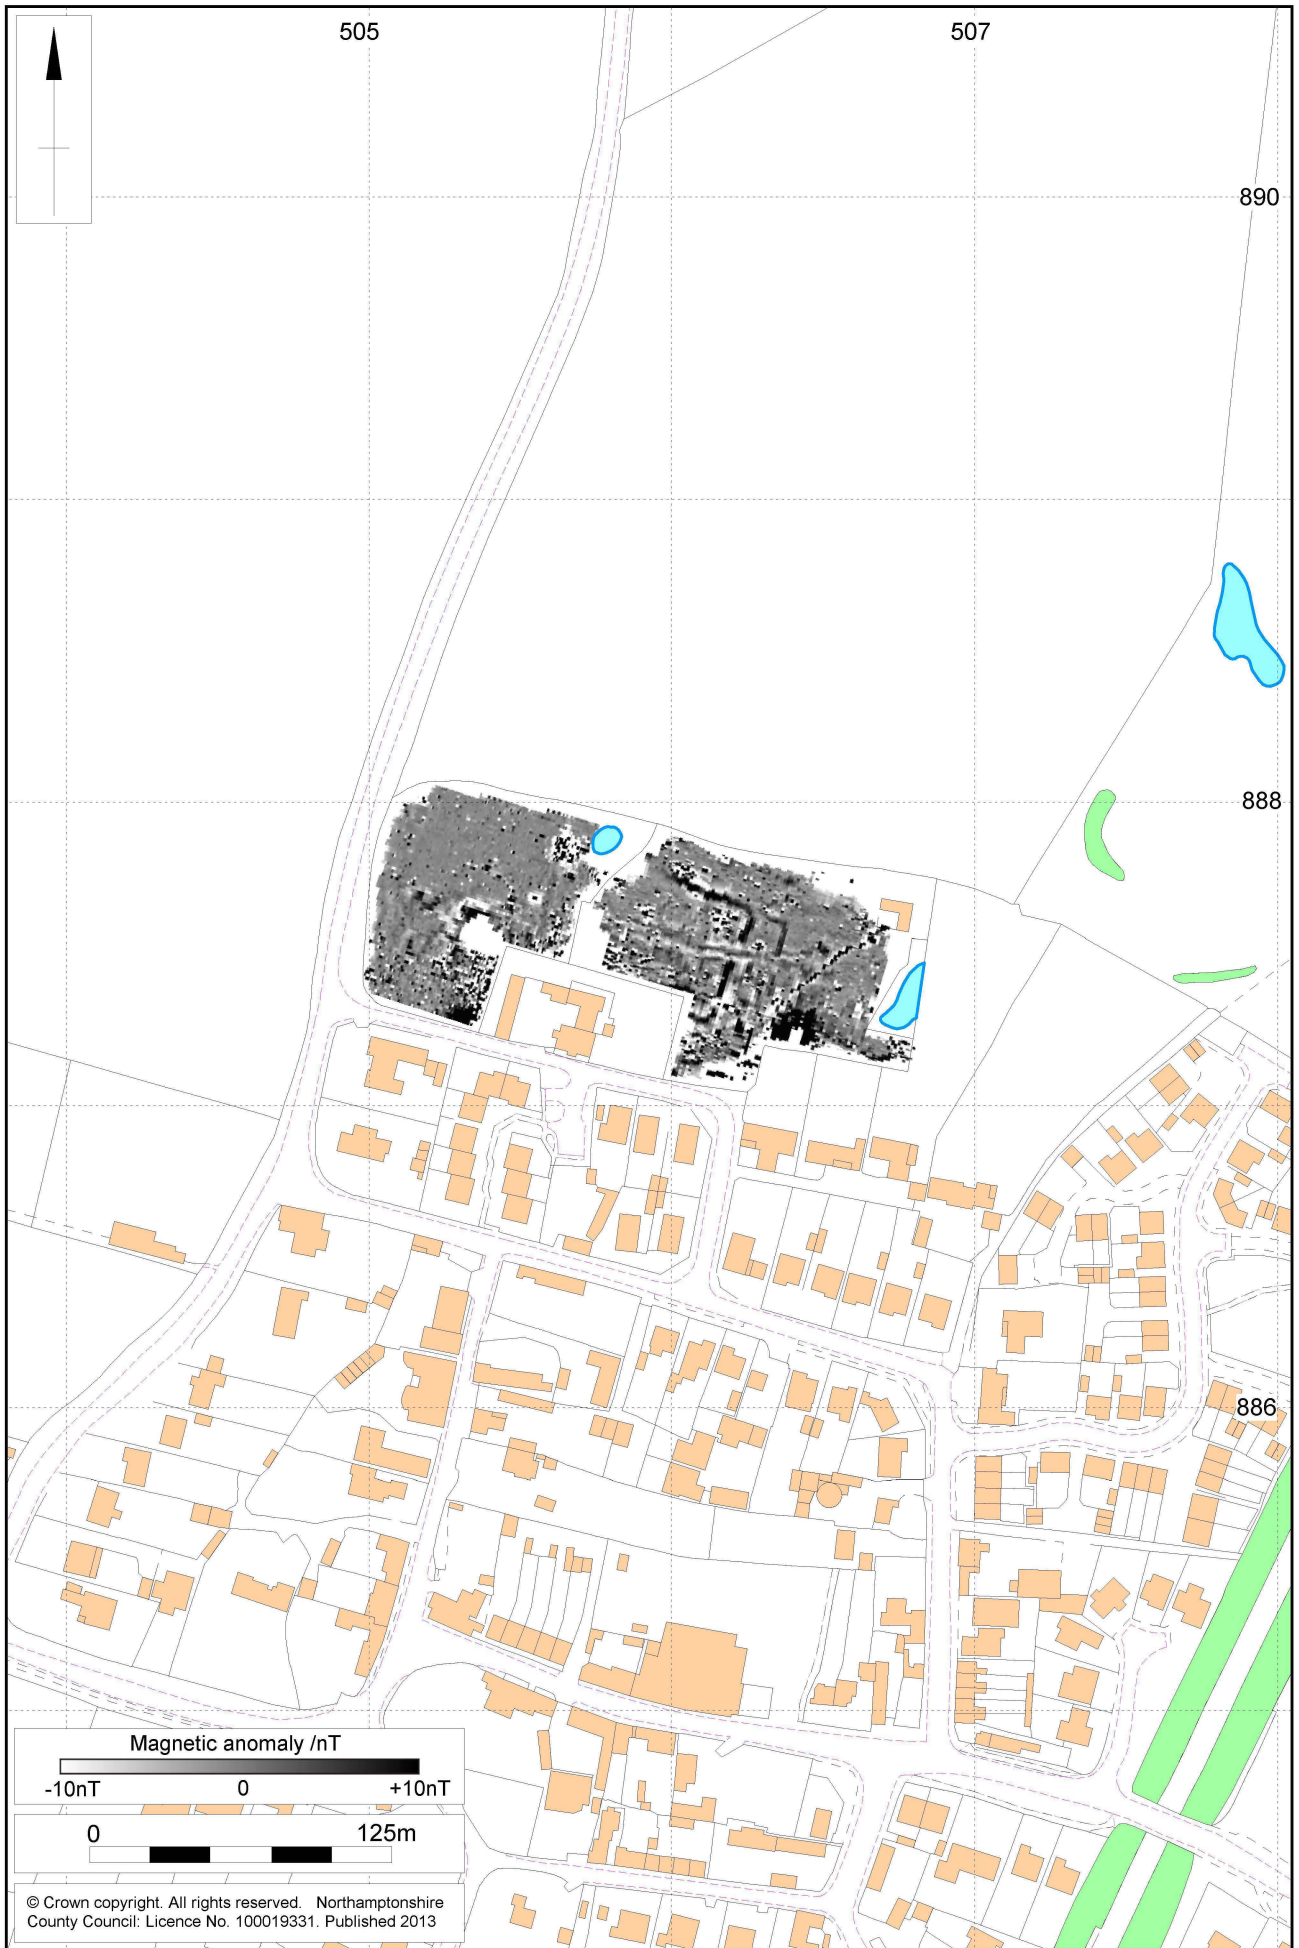 505
507
890
888
886
Magnetic anomaly /nT
-10nT 0 +10nT
0 125m
© Crown copyright. All rights reserved. Northamptonshire
County Council: Licence No. 100019331. Published 2013